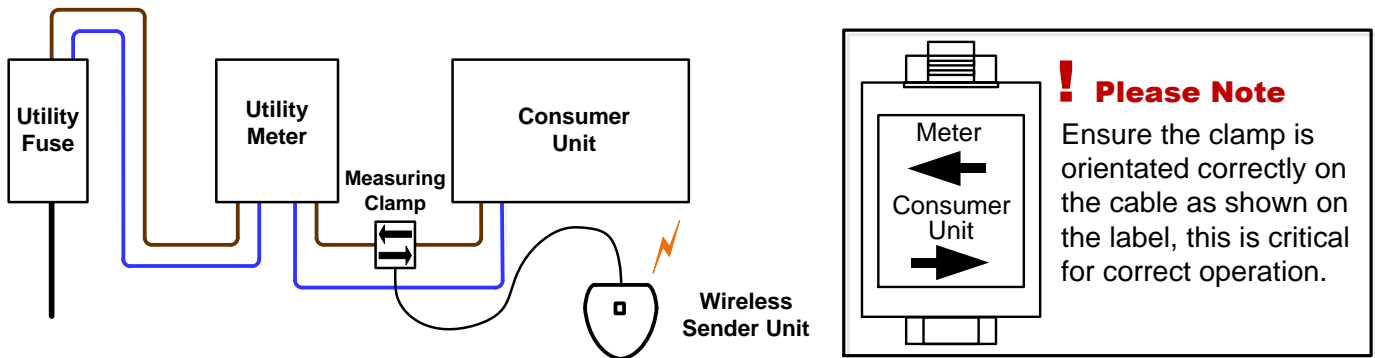 Utility
Fuse
Utility
Meter
Measuring
Clamp
Consumer
Unit
Wireless
Sender Unit
! Please Note
Meter
Consumer
Unit
Ensure the clamp is
orientated correctly on
the cable as shown on
the label, this is critical
for correct operation.